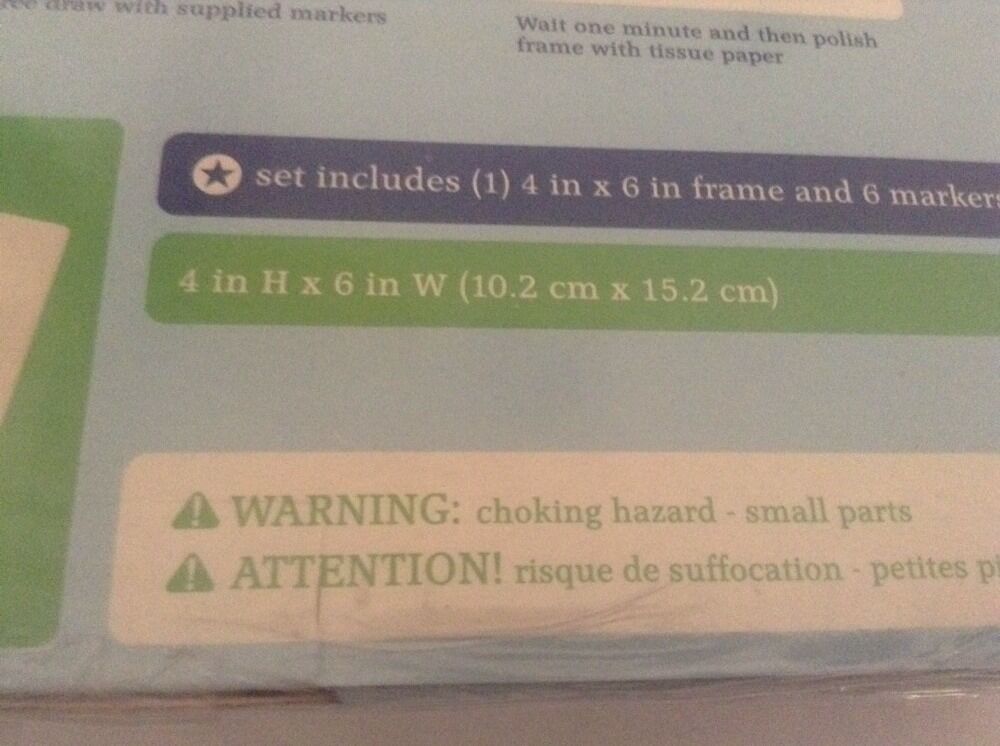 draw with supplied markers
Wait one minute and then polish
frame with tissue paper
set includes (1) 4 in x 6 in frame and 6 markers
4 in H x 6 in W (10.2 cm x 15.2 cm)
WARNING: choking hazard - small parts
ATTENTION! risque de suffocation - petites